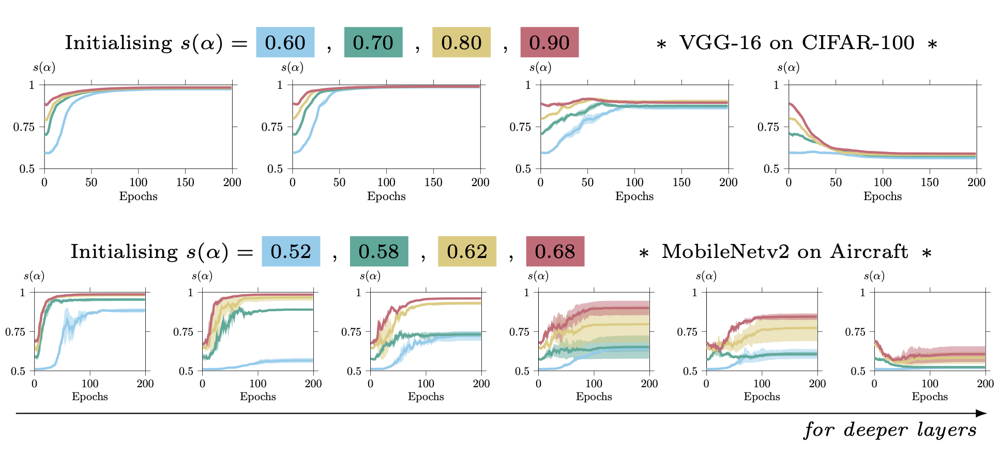 Initialising s(α) = 0.60 , 0.70 , 0.80 , 0.90 * VGG-16 on CIFAR-100 *
s(α) s(α) s(α) s(α)
1 1 1 1
0.75 0.75 0.75 0.75
0.5 0.5 0.5 0.5
0 50 100 150 200 0 50 100 150 200 0 50 100 150 200 0 50 100 150 200
Epochs Epochs Epochs Epochs
Initialising s(α) = 0.52 , 0.58 , 0.62 , 0.68 * MobileNetv2 on Aircraft *
s(α) s(α) s(α) s(α) s(α) s(α)
1 1 1 1 1 1
0.75 0.75 0.75 0.75 0.75 0.75
0.5 0.5 0.5 0.5 0.5 0.5
0 100 200 0 100 200 0 100 200 0 100 200 0 100 200 0 100 200
Epochs Epochs Epochs Epochs Epochs Epochs
for deeper layers